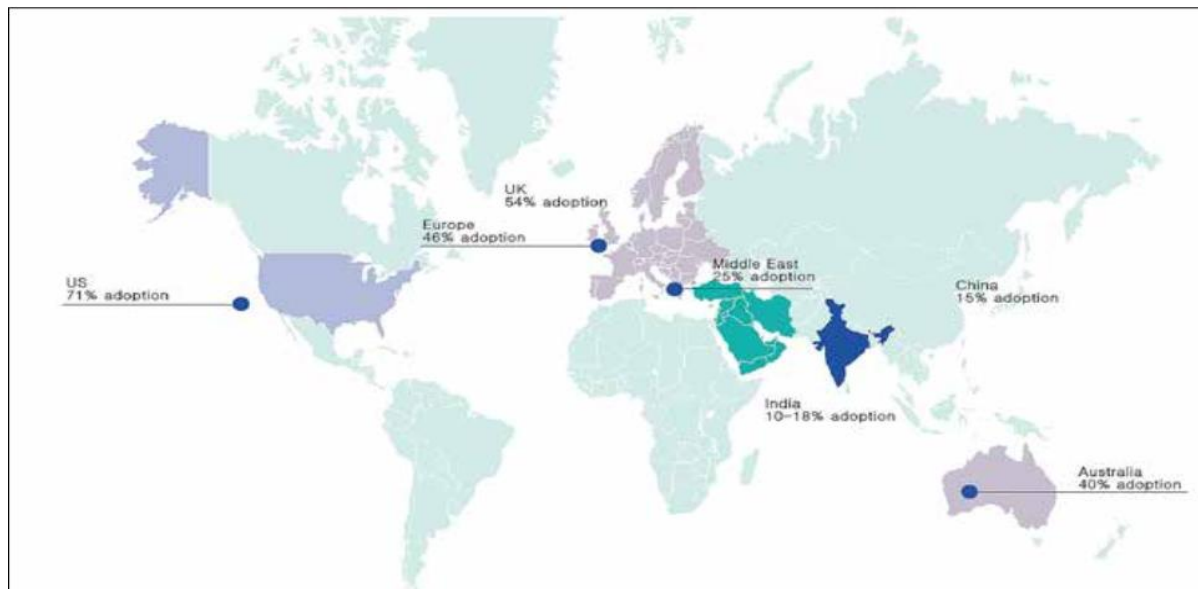 UK
54% adoption
Europe
46% adoption
US
71% adoption
Middle East
25% adoption
China
15% adoption
India
10-18% adoption
Australia
40% adoption